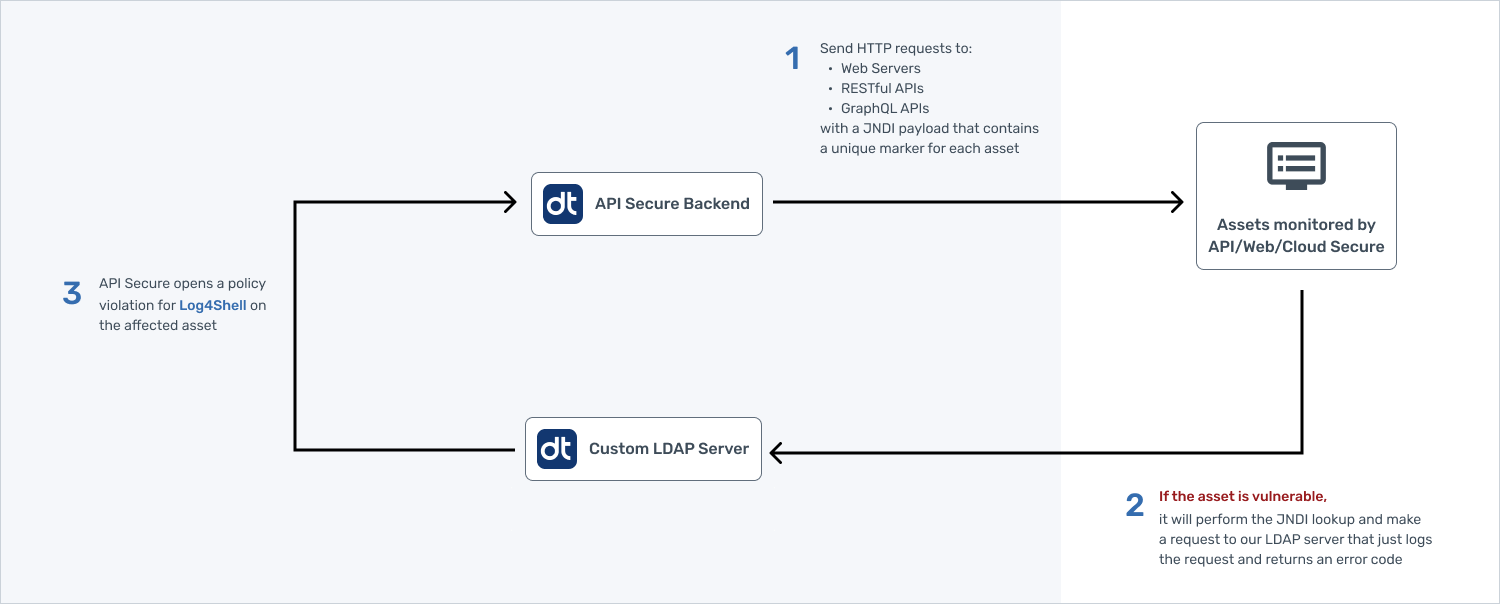 1
Send HTTP requests to:
• Web Servers
• RESTful APIs
• GraphQL APIs
with a JNDI payload that contains
a unique marker for each asset
dt API Secure Backend
Assets monitored by
API/Web/Cloud Secure
3
API Secure opens a policy
violation for Log4Shell on
the affected asset
dt Custom LDAP Server
2
If the asset is vulnerable,
it will perform the JNDI lookup and make
a request to our LDAP server that just logs
the request and returns an error code